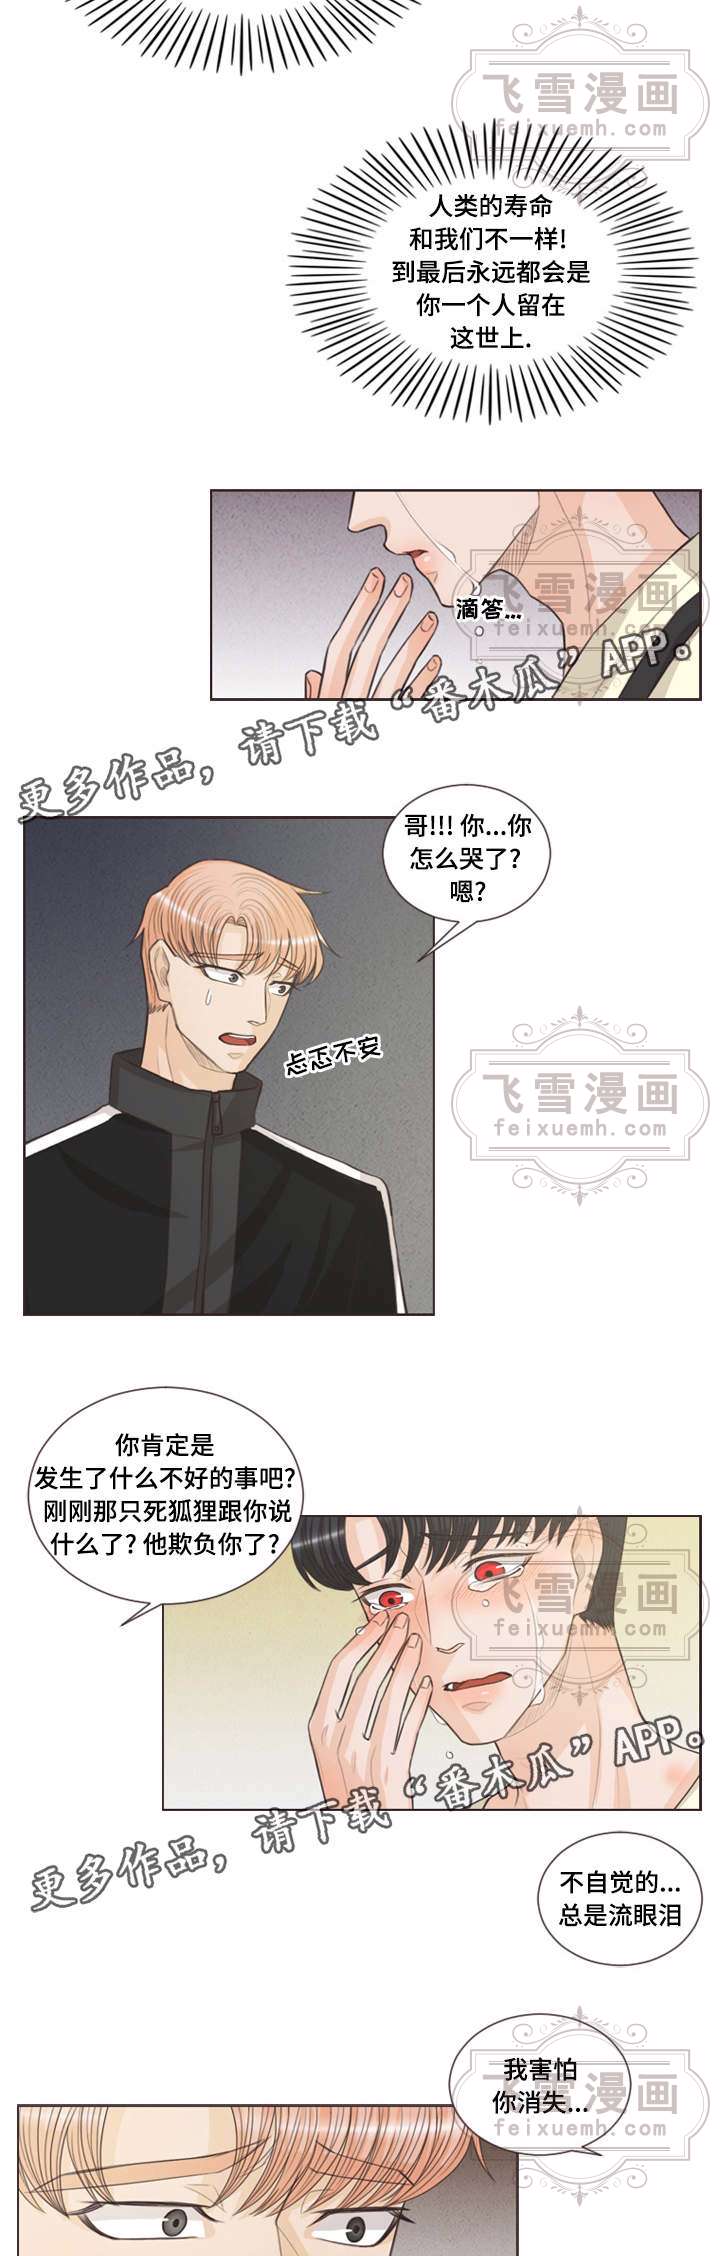 飞雪漫画
feixuemh.com
人类的寿命
和我们不一样!
到最后永远都会是
你一个人留在
这世上.
飞雪漫画
feixuemh.com
滴答...
更多作品，请下载“番木瓜”APP。
哥!!! 你...你
怎么哭了?
嗯?
忐忑不安
飞雪漫画
feixuemh.com
你肯定是
发生了什么不好的事吧?
刚刚那只死狐狸跟你说
什么了? 他欺负你了?
飞雪漫画
feixuemh.com
更多作品，请下载“番木瓜”APP。
不自觉的...
总是流眼泪
我害怕
你消失...
飞雪漫画
feixuemh.com